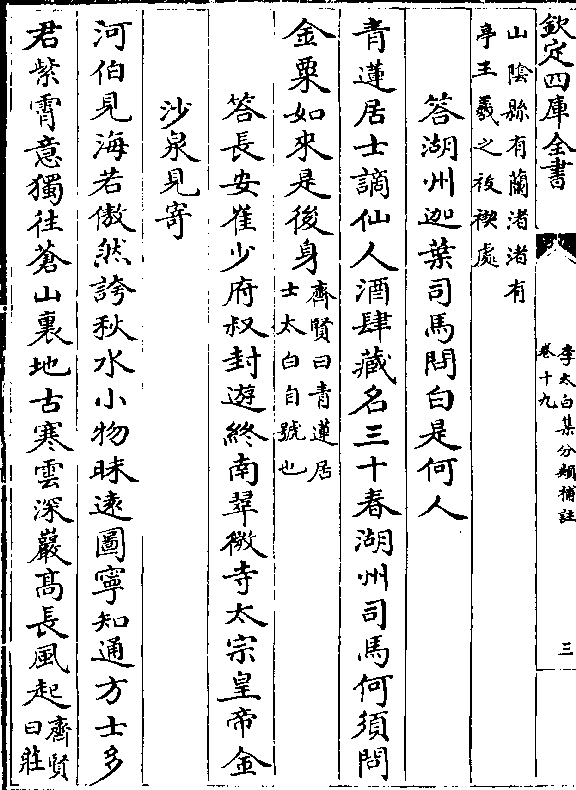 欽定四庫全書
李太白集分類補註
卷十九
三
山隂縣有蘭渚渚有
亭王羲之祓禊處
答湖州迦葉司馬問白是何人
青蓮居士謫仙人酒肆藏名三十春湖州司馬何須問
金粟如來是後身
齊賢曰青蓮居
士太白自號也
答長安崔少府叔封遊終南翠微寺太宗皇帝金
沙泉見寄
河伯見海若傲然誇秋水小物昧逺圖寧知通方士多
君紫霄意獨往蒼山裏地古寒雲深巖髙長風起
齊賢
曰莊